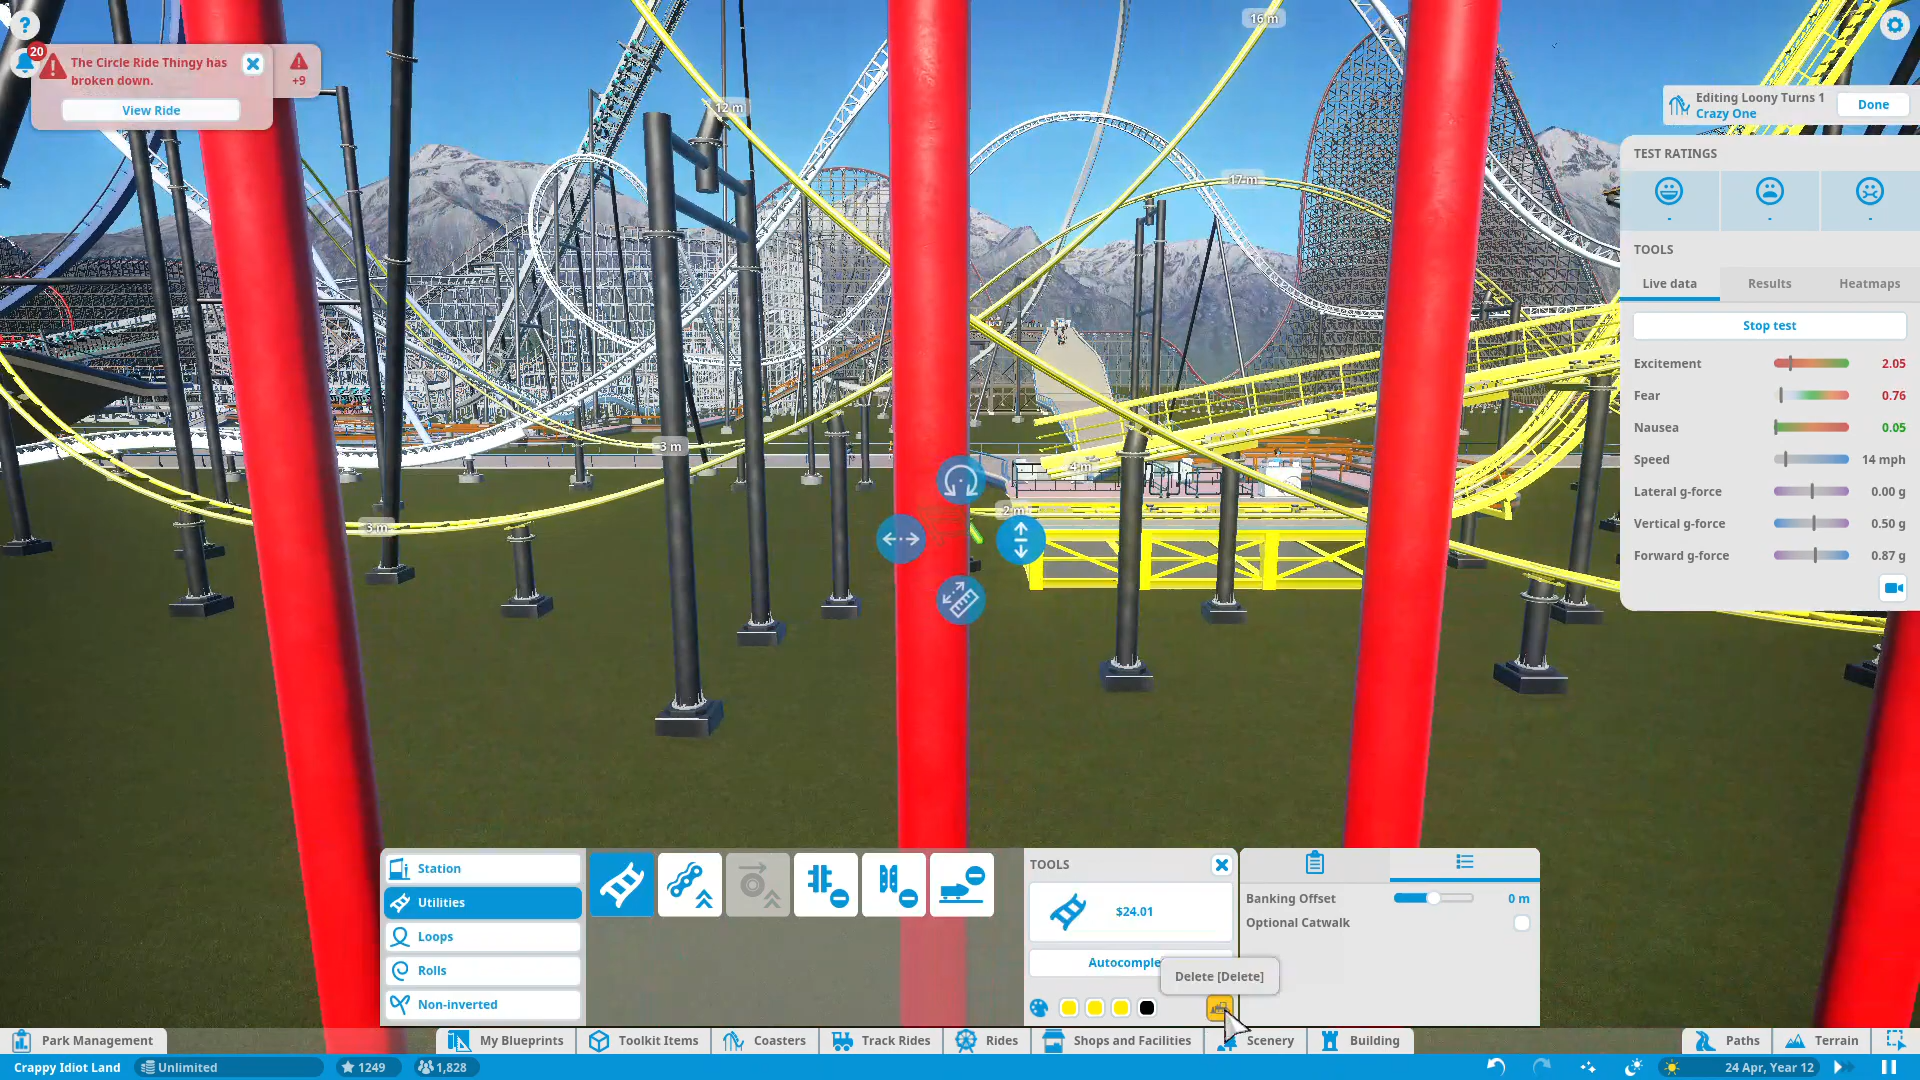 ?
20
The Circle Ride Thingy has
broken down.
+9
View Ride
16 m
12 m
17 m
3 m
4 m
2 m
3 m
Editing Loony Turns 1
Crazy One
Done
TEST RATINGS
-
-
-
TOOLS
Live data
Results
Heatmaps
Stop test
Excitement
2.05
Fear
0.76
Nausea
0.05
Speed
14 mph
Lateral g-force
0.00 g
Vertical g-force
0.50 g
Forward g-force
0.87 g
Station
Utilities
Loops
Rolls
Non-inverted
TOOLS
$24.01
Autocomple
Delete [Delete]
Banking Offset
0 m
Optional Catwalk
Park Management
My Blueprints
Toolkit Items
Coasters
Track Rides
Rides
Shops and Facilities
Scenery
Building
Paths
Terrain
Crappy Idiot Land
Unlimited
1249
1,828
24 Apr, Year 12